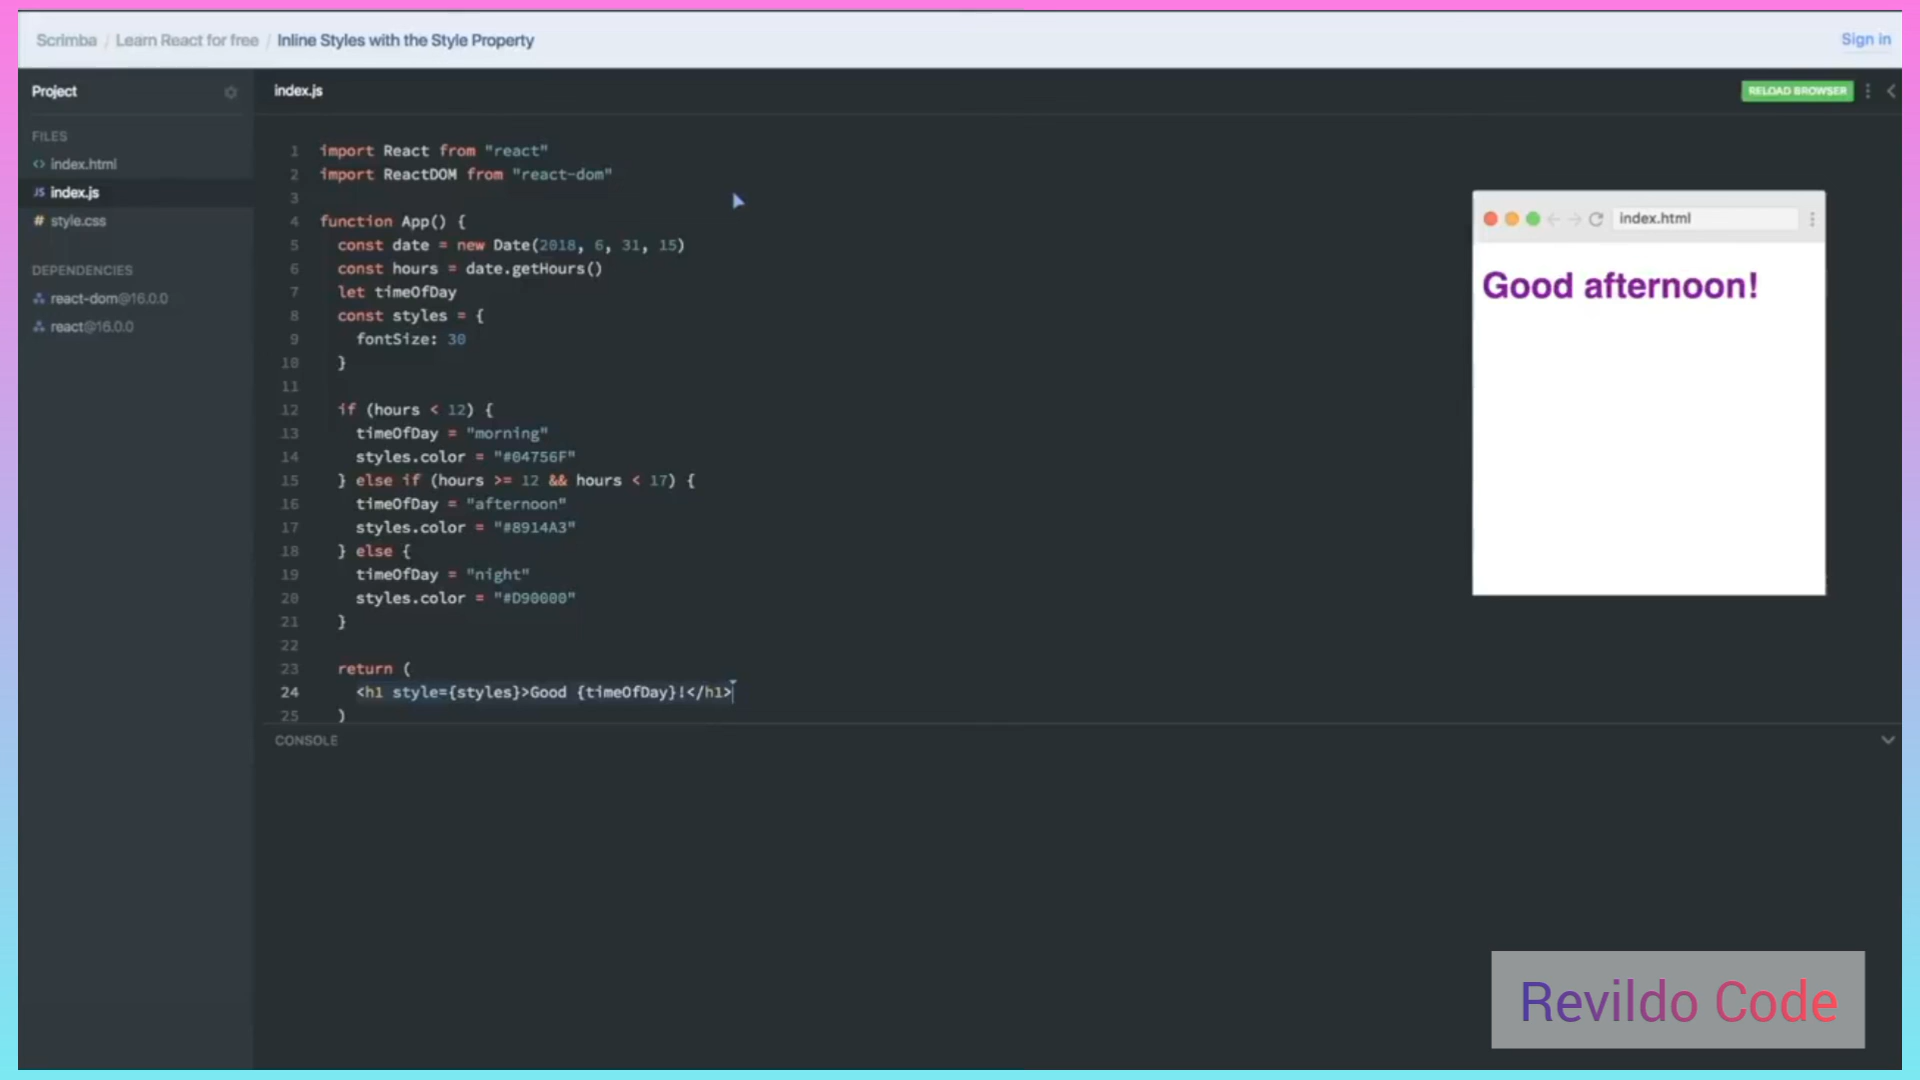 Scrimba / Learn React for free / Inline Styles with the Style Property
Sign in
Project
index.js
RELOAD BROWSER
FILES
<> index.html
JS index.js
# style.css
DEPENDENCIES
react-dom@16.0.0
react@16.0.0
1 import React from "react"
2 import ReactDOM from "react-dom"
3
4 function App() {
5 const date = new Date(2018, 6, 31, 15)
6 const hours = date.getHours()
7 let timeOfDay
8 const styles = {
9 fontSize: 30
10 }
11
12 if (hours < 12) {
13 timeOfDay = "morning"
14 styles.color = "#04756F"
15 } else if (hours >= 12 && hours < 17) {
16 timeOfDay = "afternoon"
17 styles.color = "#8914A3"
18 } else {
19 timeOfDay = "night"
20 styles.color = "#D90000"
21 }
22
23 return (
24 <h1 style={styles}>Good {timeOfDay}!</h1>
25 )
index.html
Good afternoon!
CONSOLE
Revildo Code